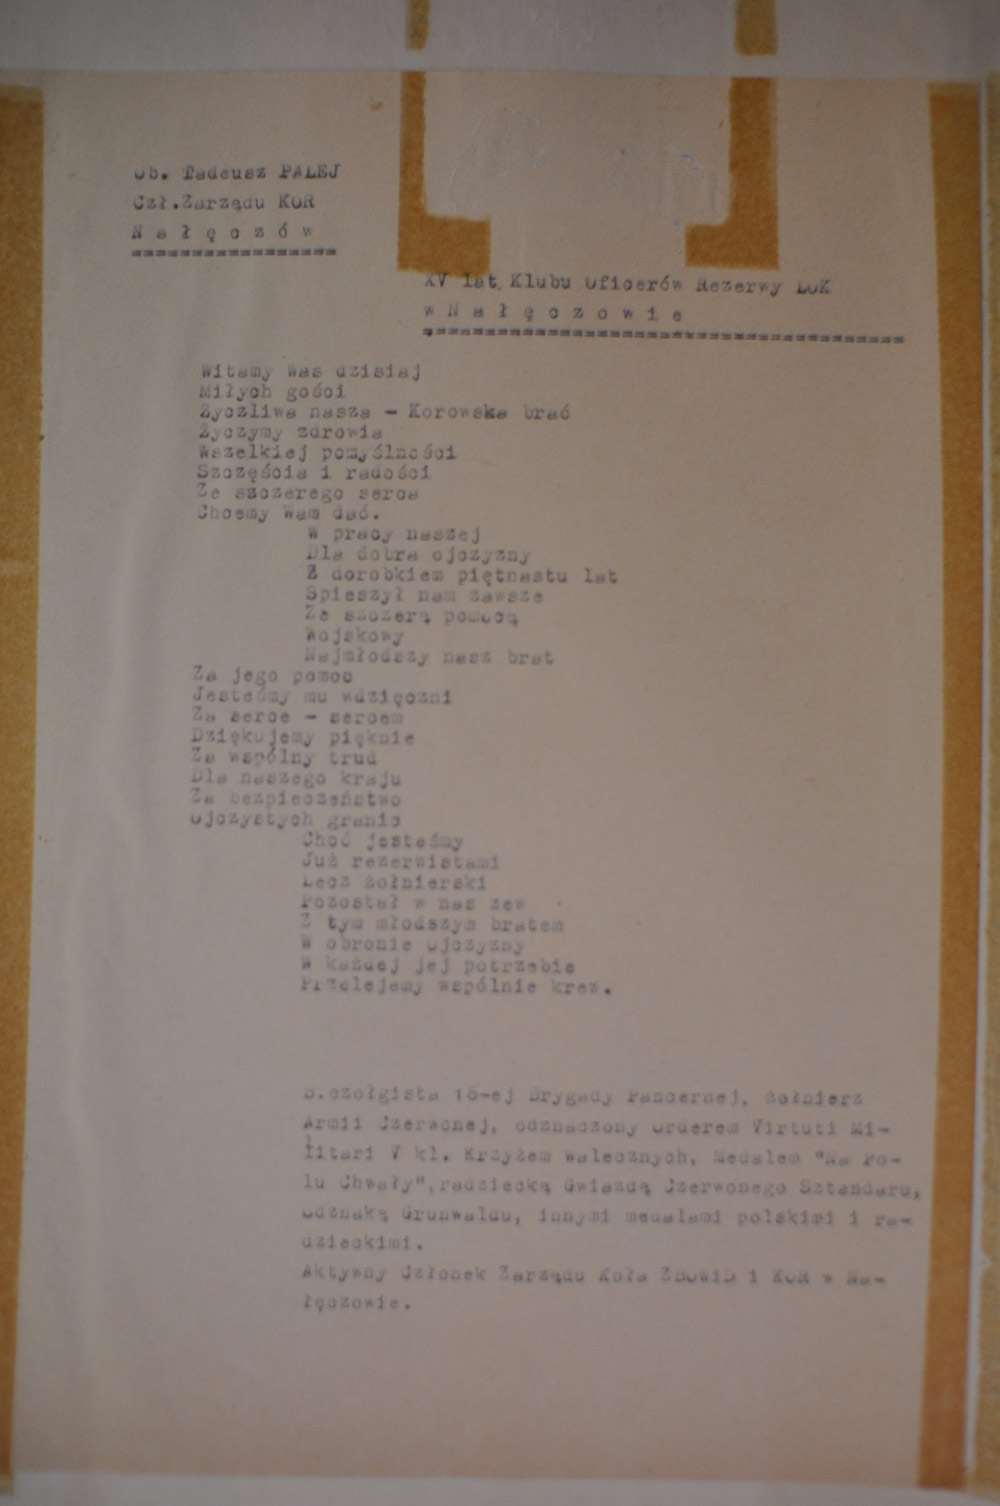 Ob. Tadeusz PALEJ
Czł.Zarządu KOR
N a ł ę c z ó w
================
XV lat Klubu Oficerów Rezerwy LOK
w N a ł ę c z o w i e
=====================================
Witamy Was dzisiaj
Miłych gości
Życzliwa nasza - Korowska brać
Życzymy zdrowia
Wszelkiej pomyślności
Szczęścia i radości
Ze szczerego serca
Chcemy Wam dać.
W pracy naszej
Dla dobra ojczyzny
Z dorobkiem piętnastu lat
Spieszył nam zawsze
Ze szczerą pomocą
Wojskowy
Najmłodszy nasz brat
Za jego pomoc
Jesteśmy mu wdzięczni
Za serce - sercem
Dziękujemy pięknie
Za wspólny trud
Dla naszego kraju
Za bezpieczeństwo
Ojczystych granic
Choć jesteśmy
Już rezerwistami
Lecz żołnierski
Pozostał w nas zew
Z tym młodszym bratem
W obronie Ojczyzny
W każdej jej potrzebie
Przelejemy wspólnie krew.
B.czołgista 16-ej Brygady Pancernej, żołnierz
Armii Czerwonej, odznaczony Orderem Virtuti Mi-
litari V kl. Krzyżem Walecznych, Medalem "Na Po-
lu Chwały",radziecką Gwiazdą Czerwonego Sztandaru,
Odznaką Grunwaldu, innymi medalami polskimi i ra-
dzieckimi.
Aktywny Członek Zarządu Koła ZBoWiD i KOR w Na-
łęczowie.